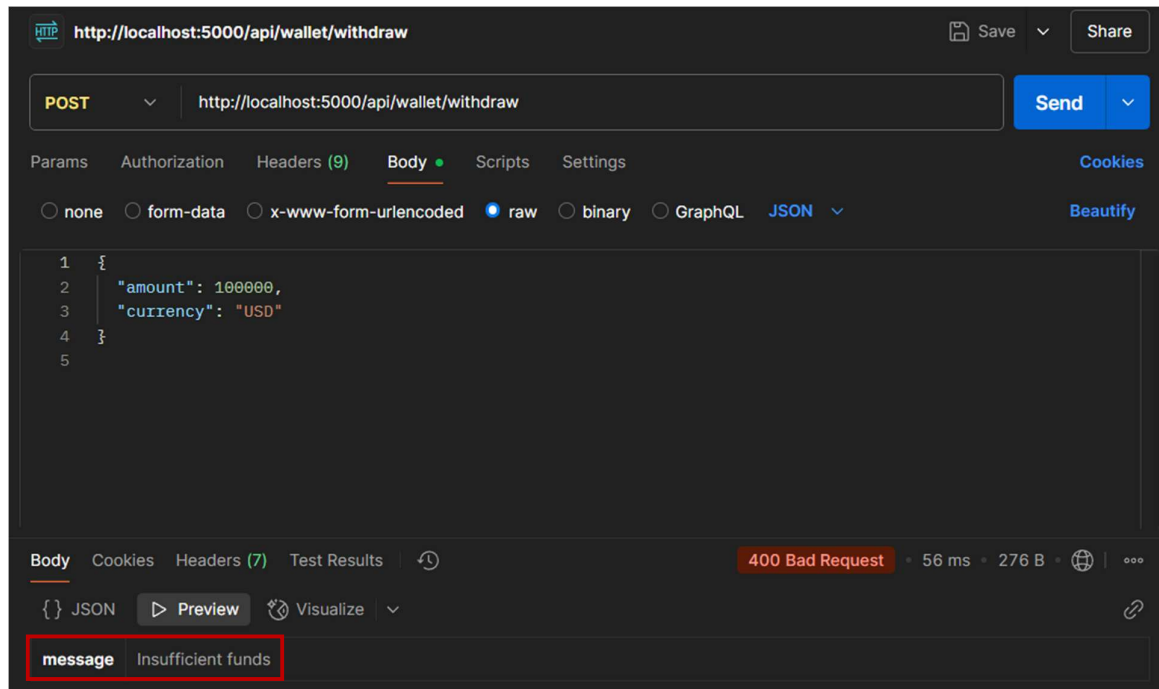 HTTP http://localhost:5000/api/wallet/withdraw Save Share
POST http://localhost:5000/api/wallet/withdraw Send
Params Authorization Headers (9) Body Scripts Settings Cookies
none form-data x-www-form-urlencoded raw binary GraphQL JSON Beautify
1 {
2 "amount": 100000,
3 "currency": "USD"
4 }
5
Body Cookies Headers (7) Test Results 400 Bad Request • 56 ms • 276 B
{} JSON Preview Visualize
message Insufficient funds